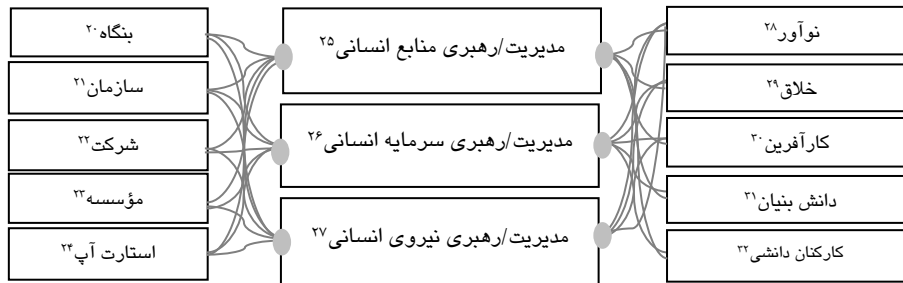 نوآور۲۸
خلاق۲۹
کارآفرین۳۰
دانش بنیان۳۱
کارکنان دانشی۳۲
مدیریت/رهبری منابع انسانی۲۵
مدیریت/رهبری سرمایه انسانی۲۶
مدیریت/رهبری نیروی انسانی۲۷
بنگاه۲۰
سازمان۲۱
شرکت۲۲
مؤسسه۲۳
استارت آپ۲۴